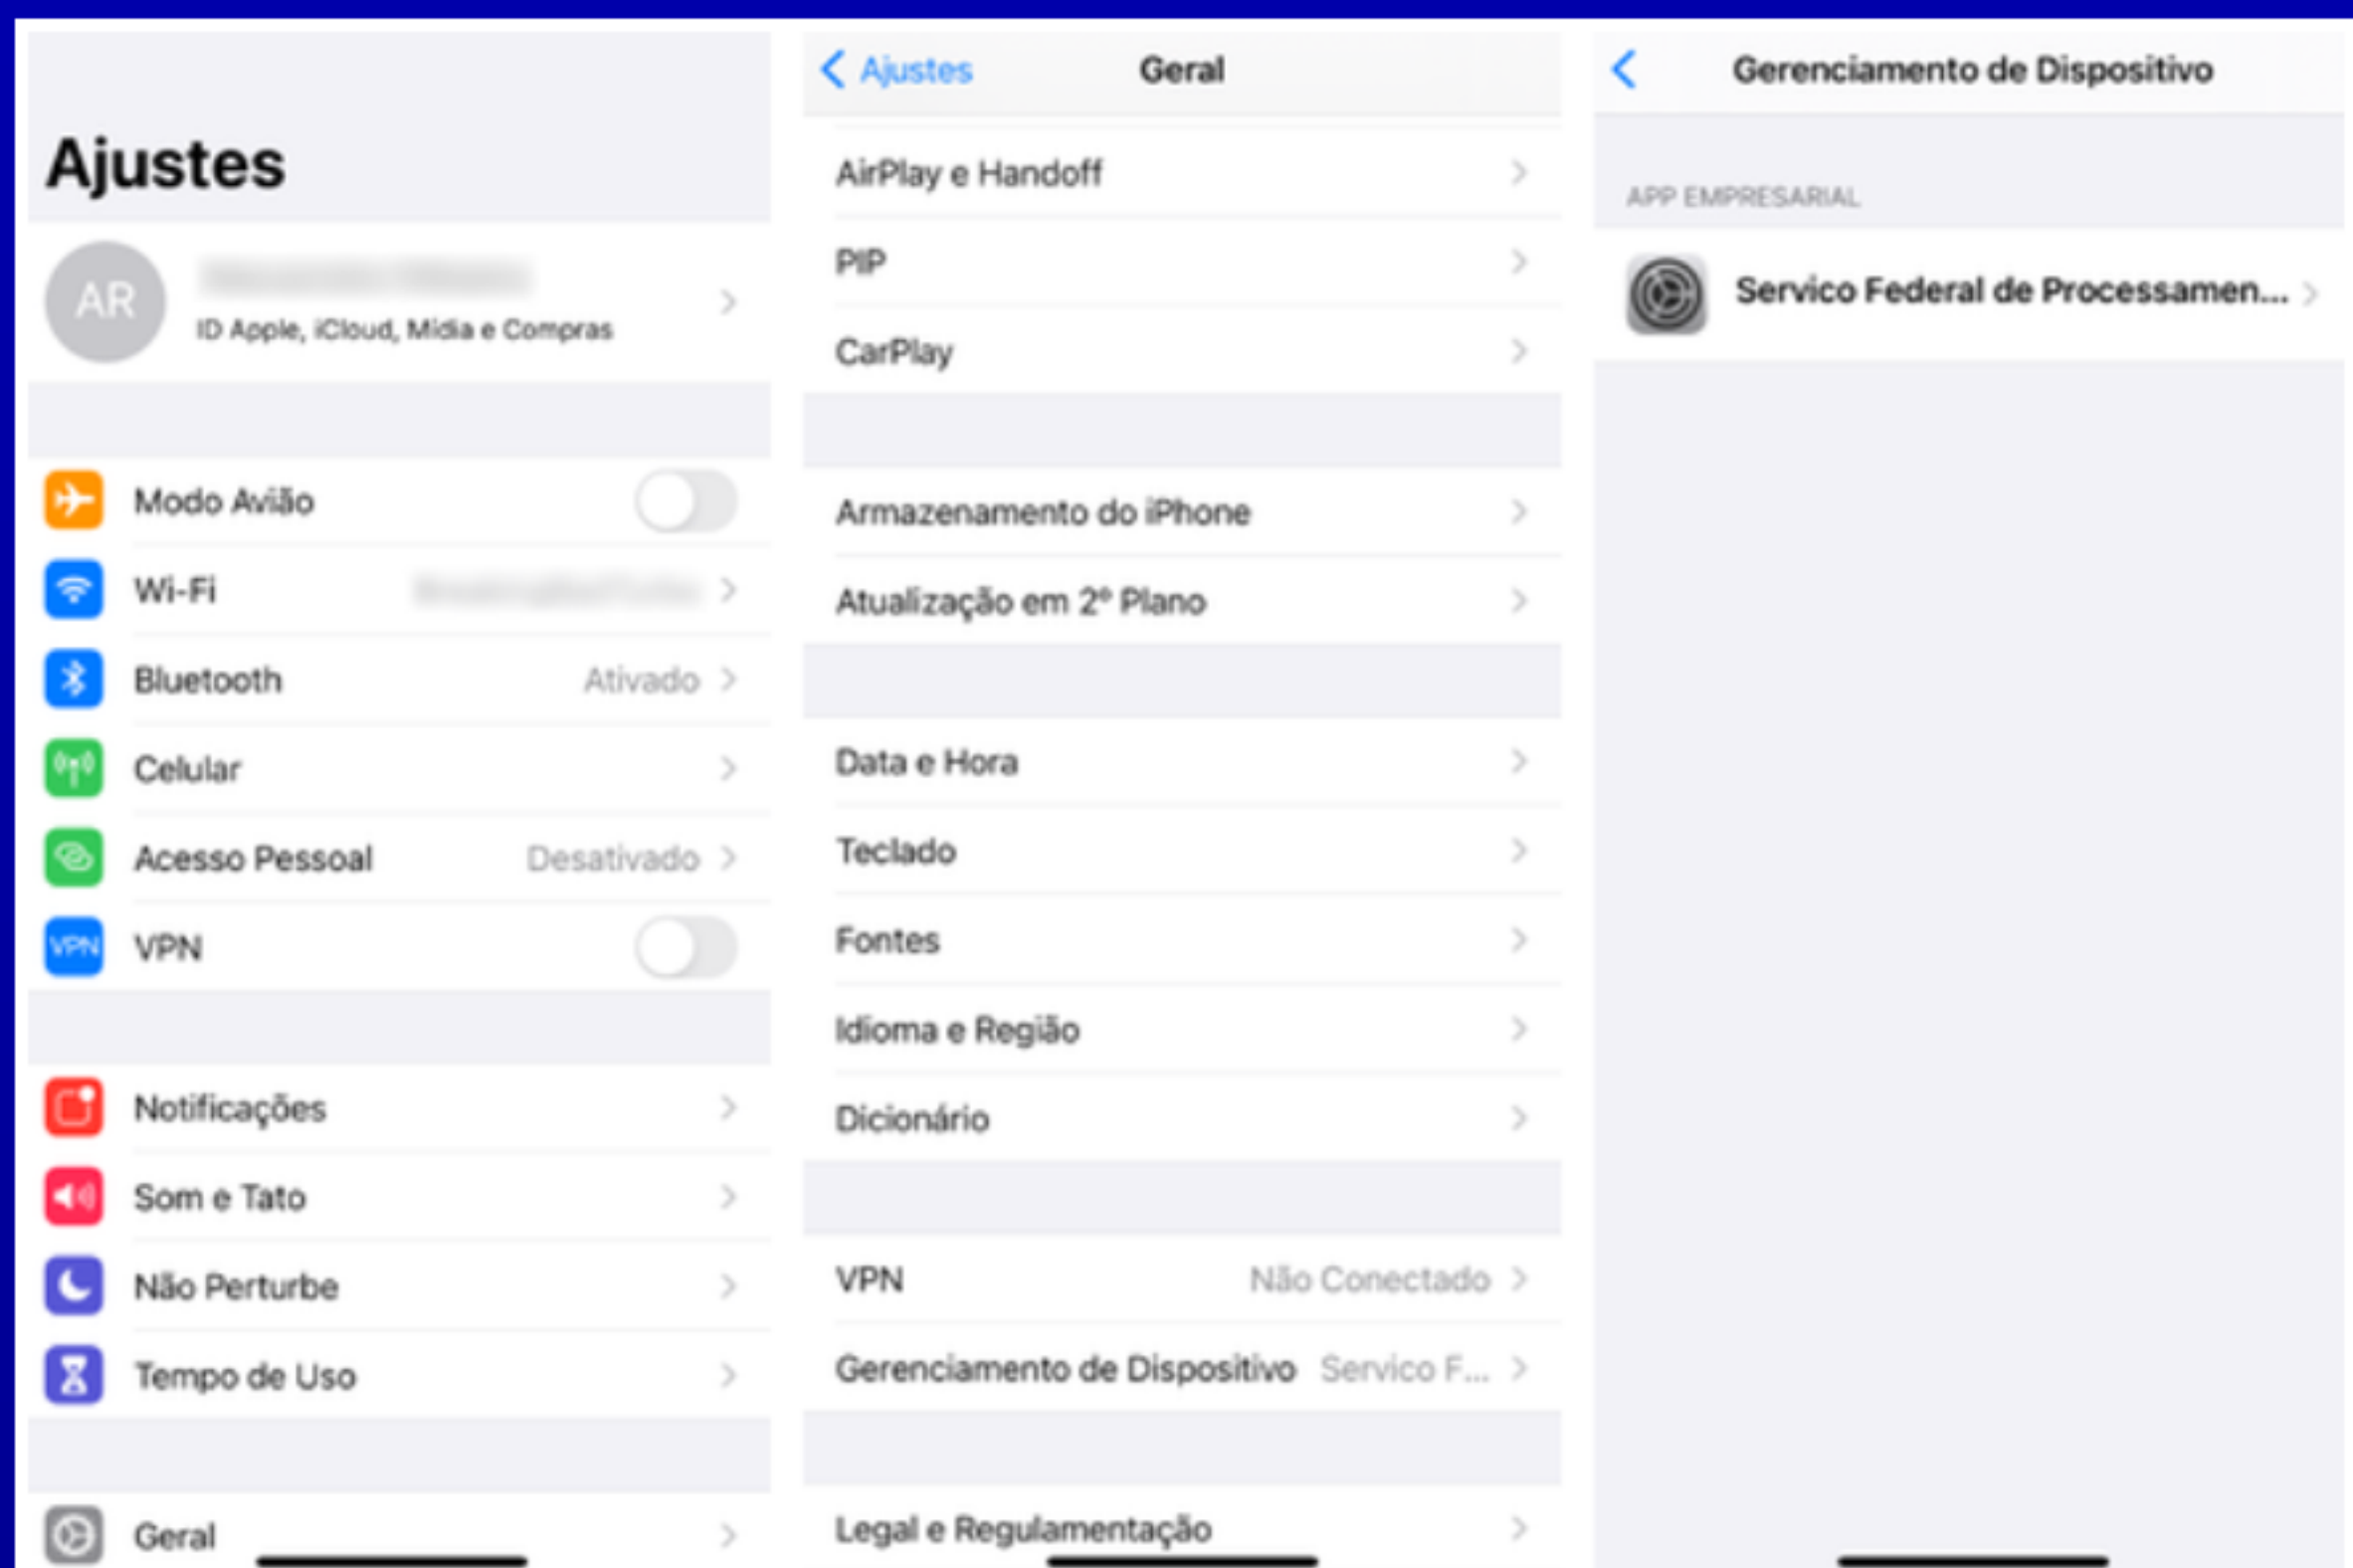 Ajustes
AR
ID Apple, iCloud, Mídia e Compras
Modo Avião
Wi-Fi
Bluetooth Ativado
Celular
Acesso Pessoal Desativado
VPN VPN
Notificações
Som e Tato
Não Perturbe
Tempo de Uso
Geral
Ajustes Geral
AirPlay e Handoff
PIP
CarPlay
Armazenamento do iPhone
Atualização em 2º Plano
Data e Hora
Teclado
Fontes
Idioma e Região
Dicionário
VPN Não Conectado
Gerenciamento de Dispositivo Servico F...
Legal e Regulamentação
Gerenciamento de Dispositivo
APP EMPRESARIAL
Servico Federal de Processamen...